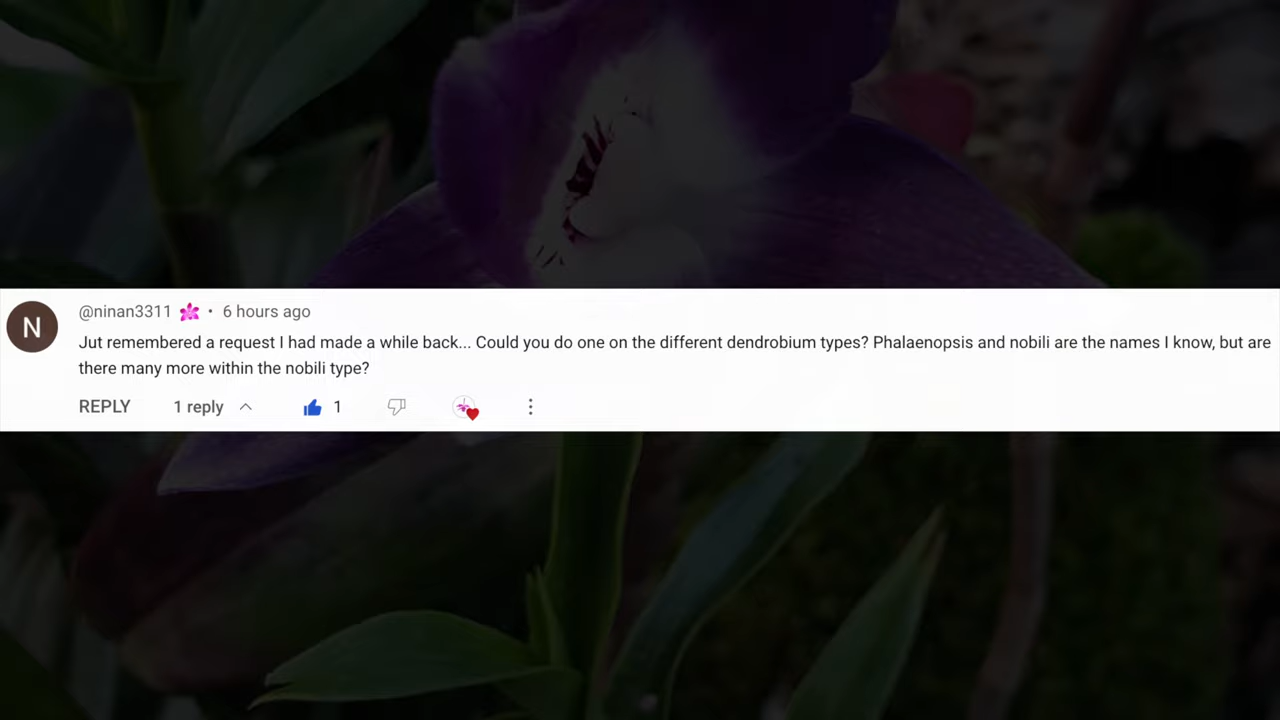 N
@ninan3311 • 6 hours ago
Jut remembered a request I had made a while back... Could you do one on the different dendrobium types? Phalaenopsis and nobili are the names I know, but are
there many more within the nobili type?
REPLY 1 reply 1